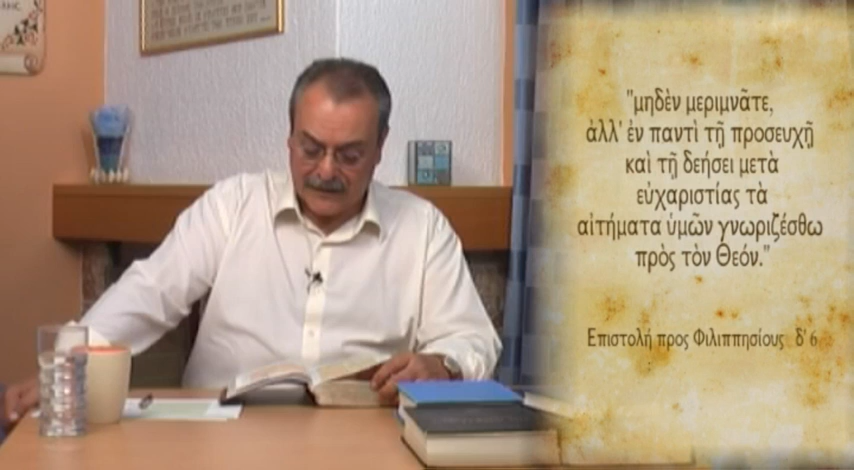 "μηδὲν μεριμνᾶτε,
ἀλλ' ἐν παντὶ τῇ προσευχῇ
καὶ τῇ δεήσει μετὰ
εὐχαριστίας τὰ
αἰτήματα ὑμῶν γνωριζέσθω
πρὸς τὸν Θεόν."
Επιστολή προς Φιλιππησίους δ' 6